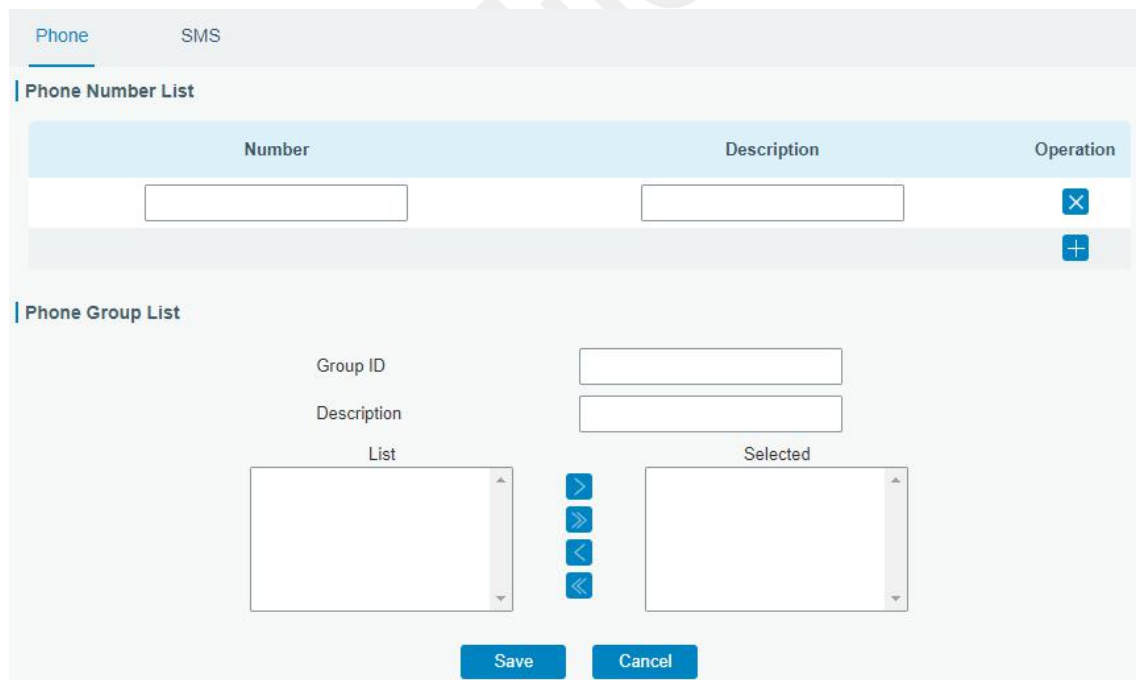 Phone SMS
Phone Number List
Number Description Operation
Phone Group List
Group ID
Description
List Selected
Save Cancel